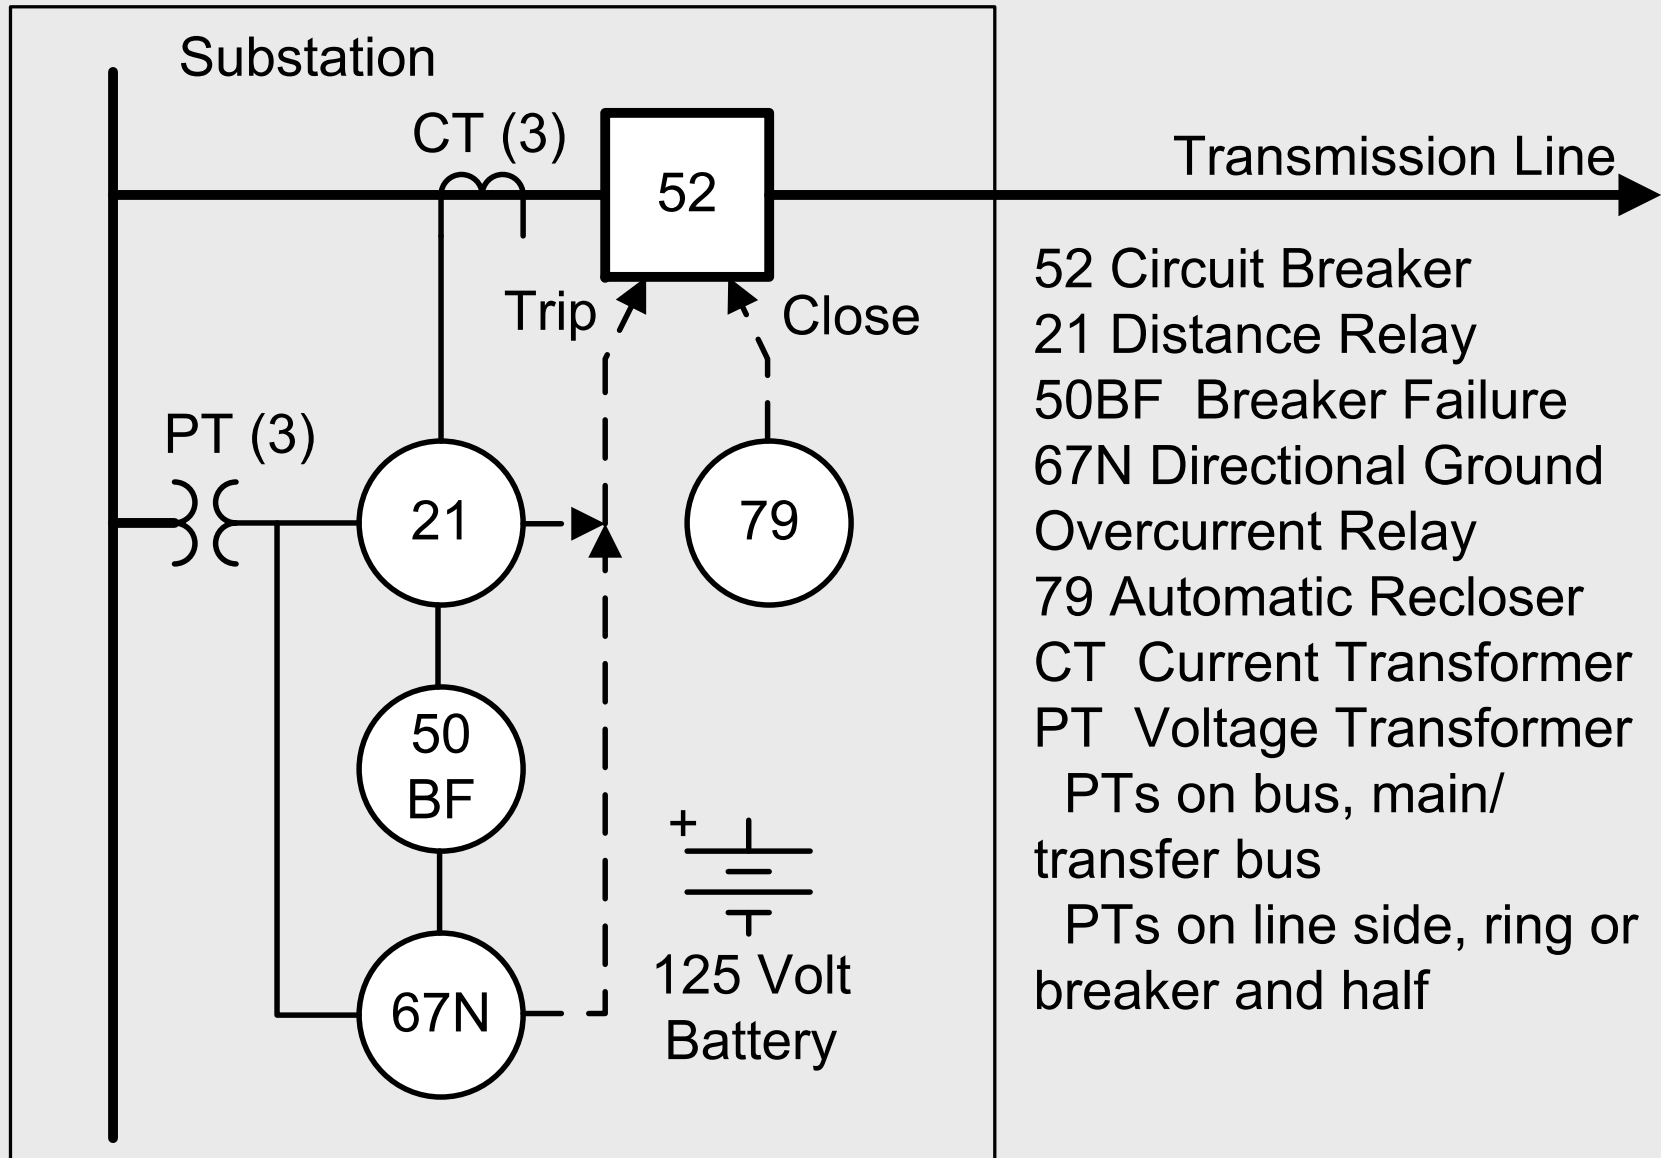 Substation
CT (3)
52
Transmission Line
Trip
Close
PT (3)
21
79
50
BF
67N
+
125 Volt
Battery
52 Circuit Breaker
21 Distance Relay
50BF  Breaker Failure
67N Directional Ground
Overcurrent Relay
79 Automatic Recloser
CT  Current Transformer
PT  Voltage Transformer
PTs on bus, main/
transfer bus
PTs on line side, ring or
breaker and half